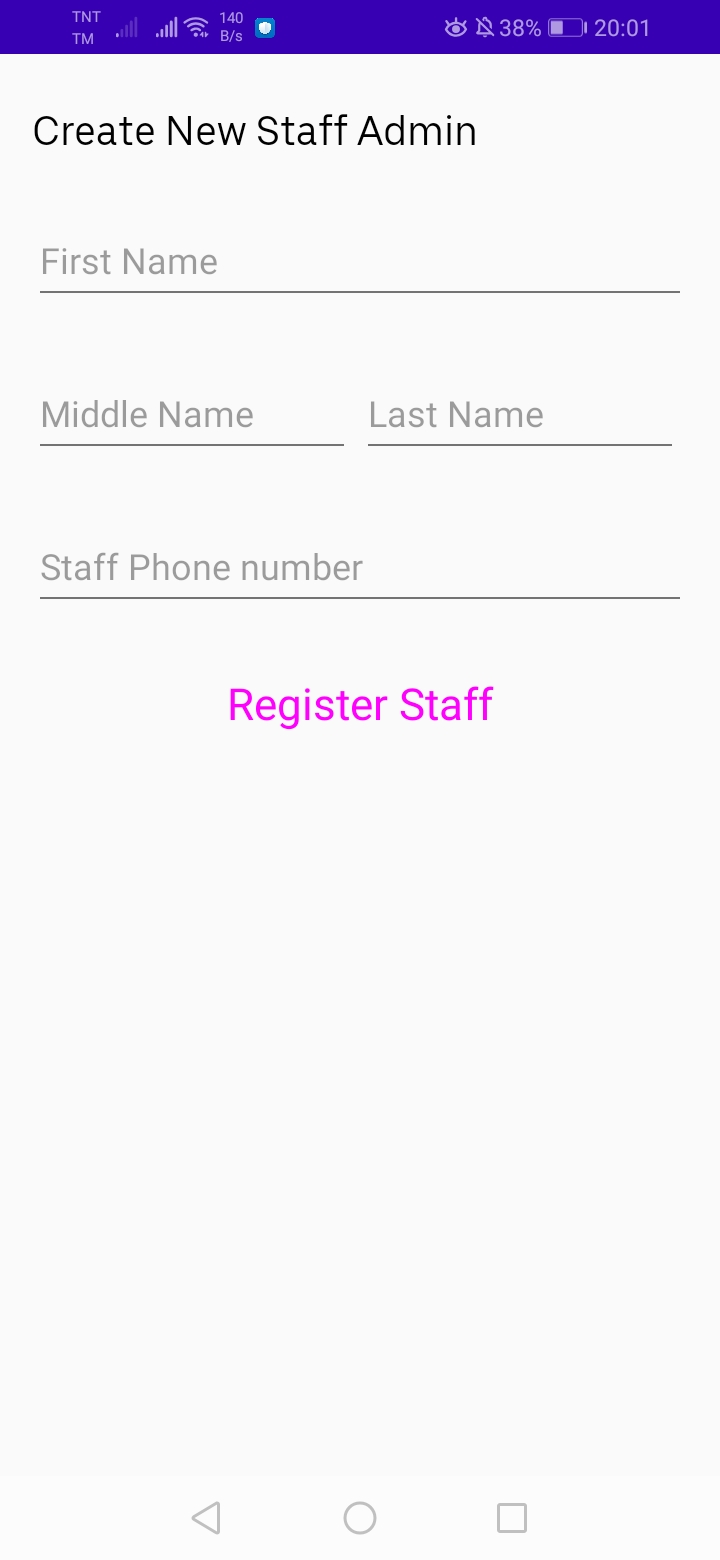 TNT
TM
140
B/s
38%
20:01
Create New Staff Admin
First Name
Middle Name Last Name
Staff Phone number
Register Staff